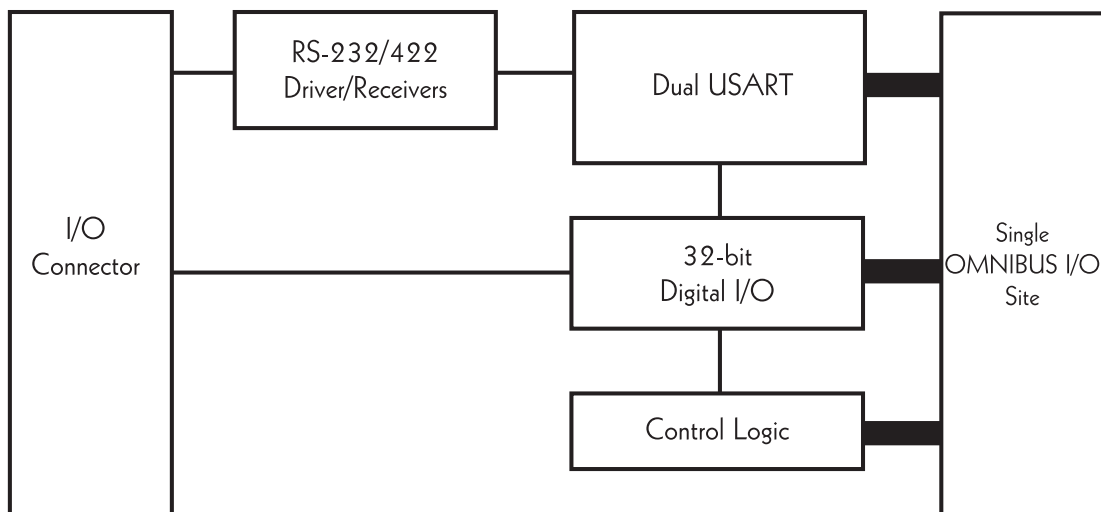 RS-232/422
Driver/Receivers
Dual USART
I/O
Connector
32-bit
Digital I/O
Single
OMNIBUS I/O
Site
Control Logic